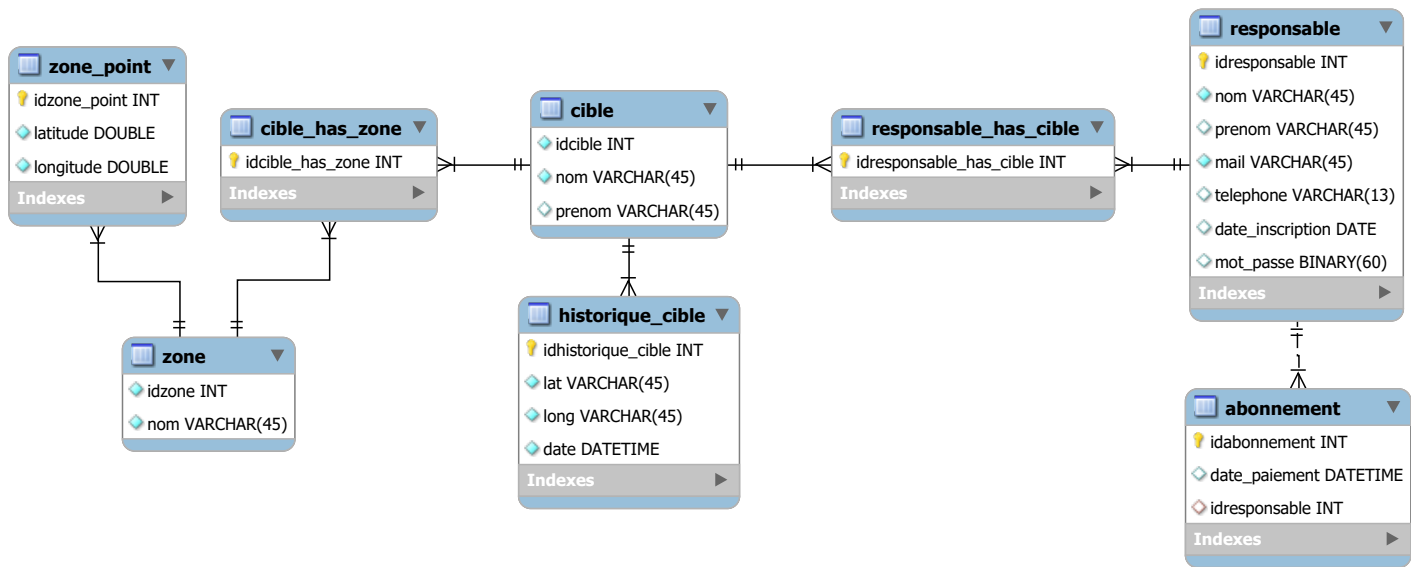 zone_point
idzone_point INT
latitude DOUBLE
longitude DOUBLE
Indexes
cible_has_zone
idcible_has_zone INT
Indexes
zone
idzone INT
nom VARCHAR(45)
cible
idcible INT
nom VARCHAR(45)
prenom VARCHAR(45)
historique_cible
idhistorique_cible INT
lat VARCHAR(45)
long VARCHAR(45)
date DATETIME
Indexes
responsable_has_cible
idresponsable_has_cible INT
Indexes
responsable
idresponsable INT
nom VARCHAR(45)
prenom VARCHAR(45)
mail VARCHAR(45)
telephone VARCHAR(13)
date_inscription DATE
mot_passe BINARY(60)
Indexes
abonnement
idabonnement INT
date_paiement DATETIME
idresponsable INT
Indexes